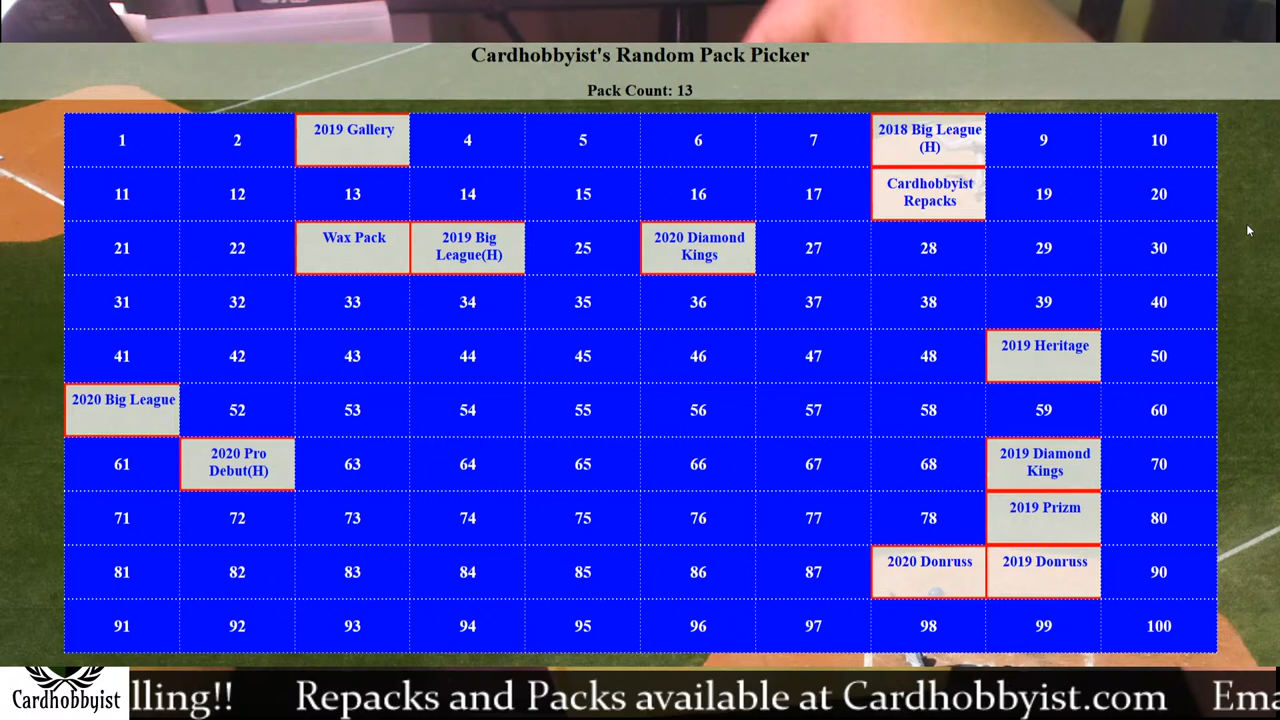 Cardhobbyist's Random Pack Picker
Pack Count: 13
1 2 2019 Gallery 4 5 6 7 2018 Big League (H) 9 10
11 12 13 14 15 16 17 Cardhobbyist Repacks 19 20
21 22 Wax Pack 2019 Big League(H) 25 2020 Diamond Kings 27 28 29 30
31 32 33 34 35 36 37 38 39 40
41 42 43 44 45 46 47 48 2019 Heritage 50
2020 Big League 52 53 54 55 56 57 58 59 60
61 2020 Pro Debut(H) 63 64 65 66 67 68 2019 Diamond Kings 70
71 72 73 74 75 76 77 78 2019 Prizm 80
81 82 83 84 85 86 87 2020 Donruss 2019 Donruss 90
91 92 93 94 95 96 97 98 99 100
Cardhobbyist
lling!! Repacks and Packs available at Cardhobbyist.com Ema